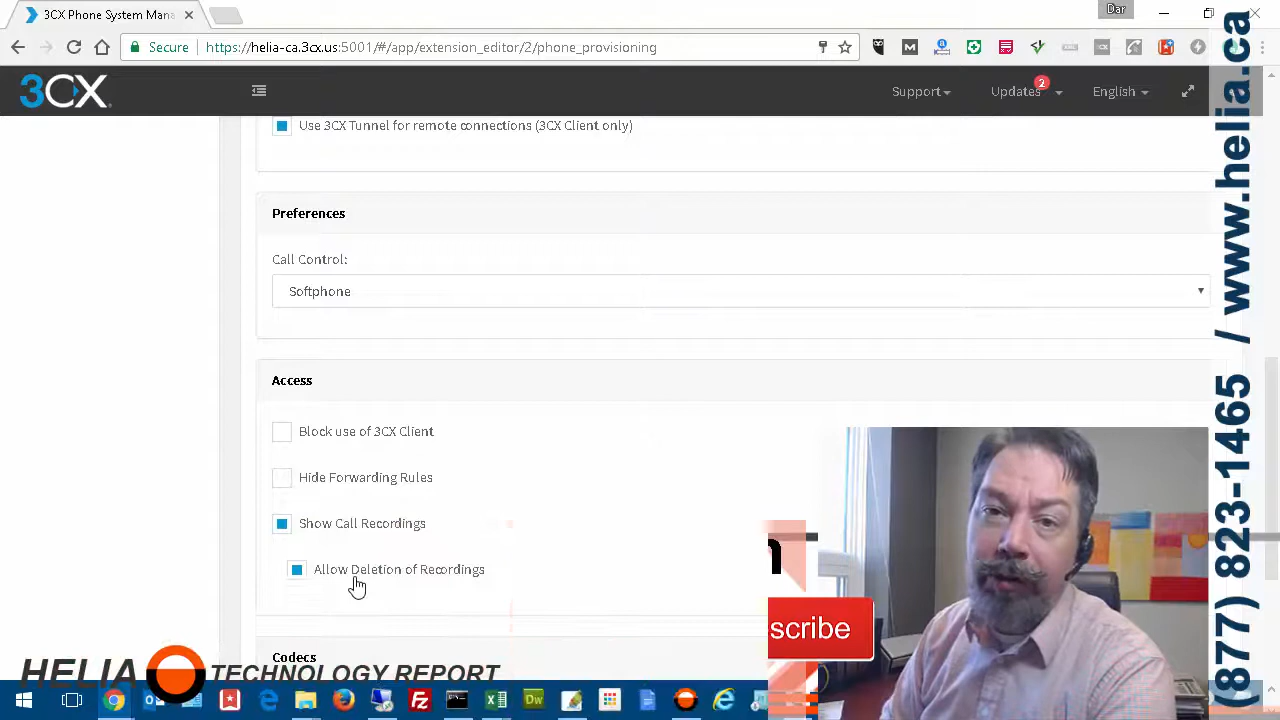 3CX Phone System Mana
Dar
Secure
https://helia-ca.3cx.us:5001/#/app/extension_editor/2/
e_provisioning
3CX
Support
Updates
2
English
Use 3CX Tunnel for remote connect
CX Client only)
Preferences
Call Control:
Softphone
Access
Block use of 3CX Client
Hide Forwarding Rules
Show Call Recordings
Allow Deletion of Recordings
Codecs
scribe
HELIA TECHNOLOGY REPORT
(877) 823-1465 / www.helia.ca